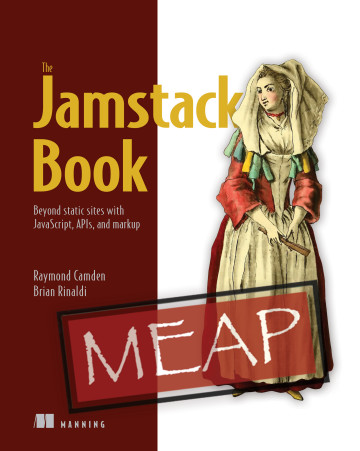 The
Jamstack
Book
Beyond static sites with
JavaScript, APIs, and markup
Raymond Camden
Brian Rinaldi
MEAP
MANNING